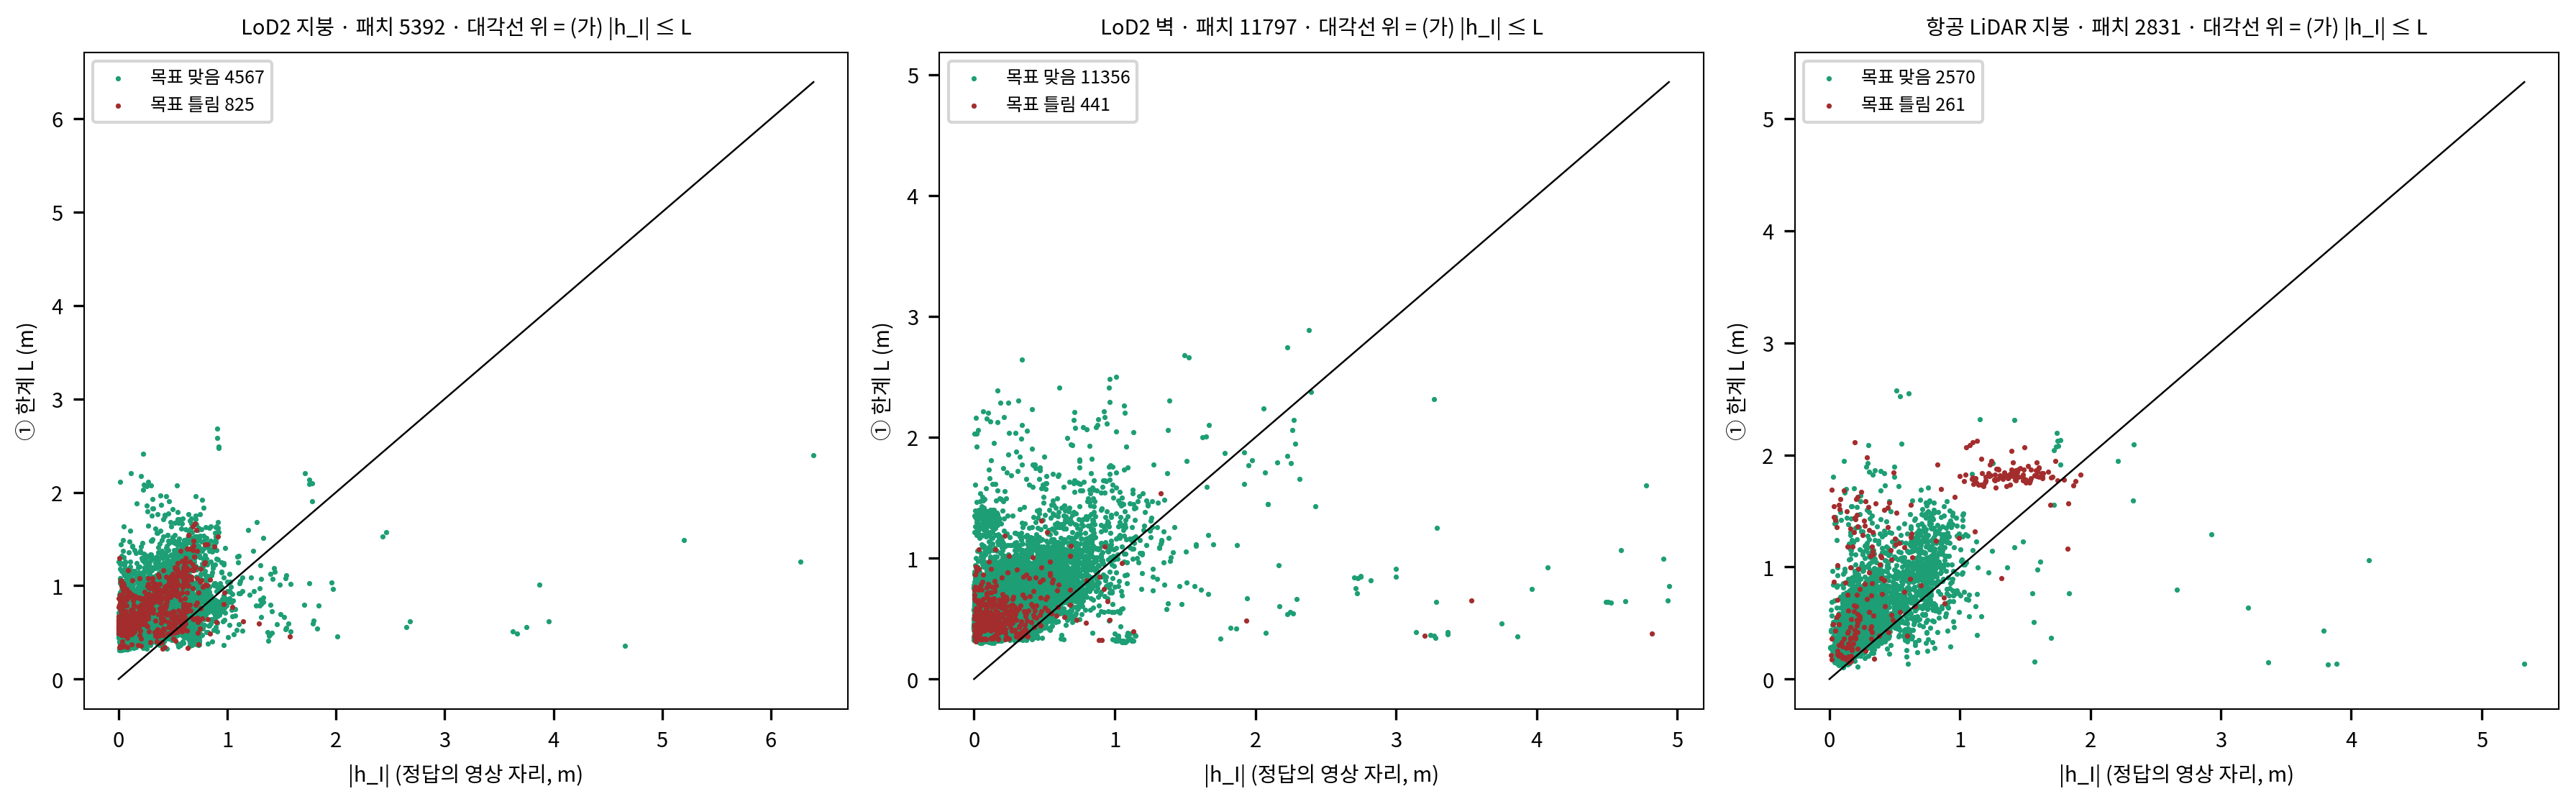 LoD2 지붕 · 패치 5392 · 대각선 위 = (가) |h_I| ≤ L
목표 맞음 4567
목표 틀림 825
① 한계 L (m)
6
5
4
3
2
1
0
0 1 2 3 4 5 6
|h_I| (정답의 영상 자리, m)
LoD2 벽 · 패치 11797 · 대각선 위 = (가) |h_I| ≤ L
목표 맞음 11356
목표 틀림 441
① 한계 L (m)
5
4
3
2
1
0
0 1 2 3 4 5
|h_I| (정답의 영상 자리, m)
항공 LiDAR 지붕 · 패치 2831 · 대각선 위 = (가) |h_I| ≤ L
목표 맞음 2570
목표 틀림 261
① 한계 L (m)
5
4
3
2
1
0
0 1 2 3 4 5
|h_I| (정답의 영상 자리, m)